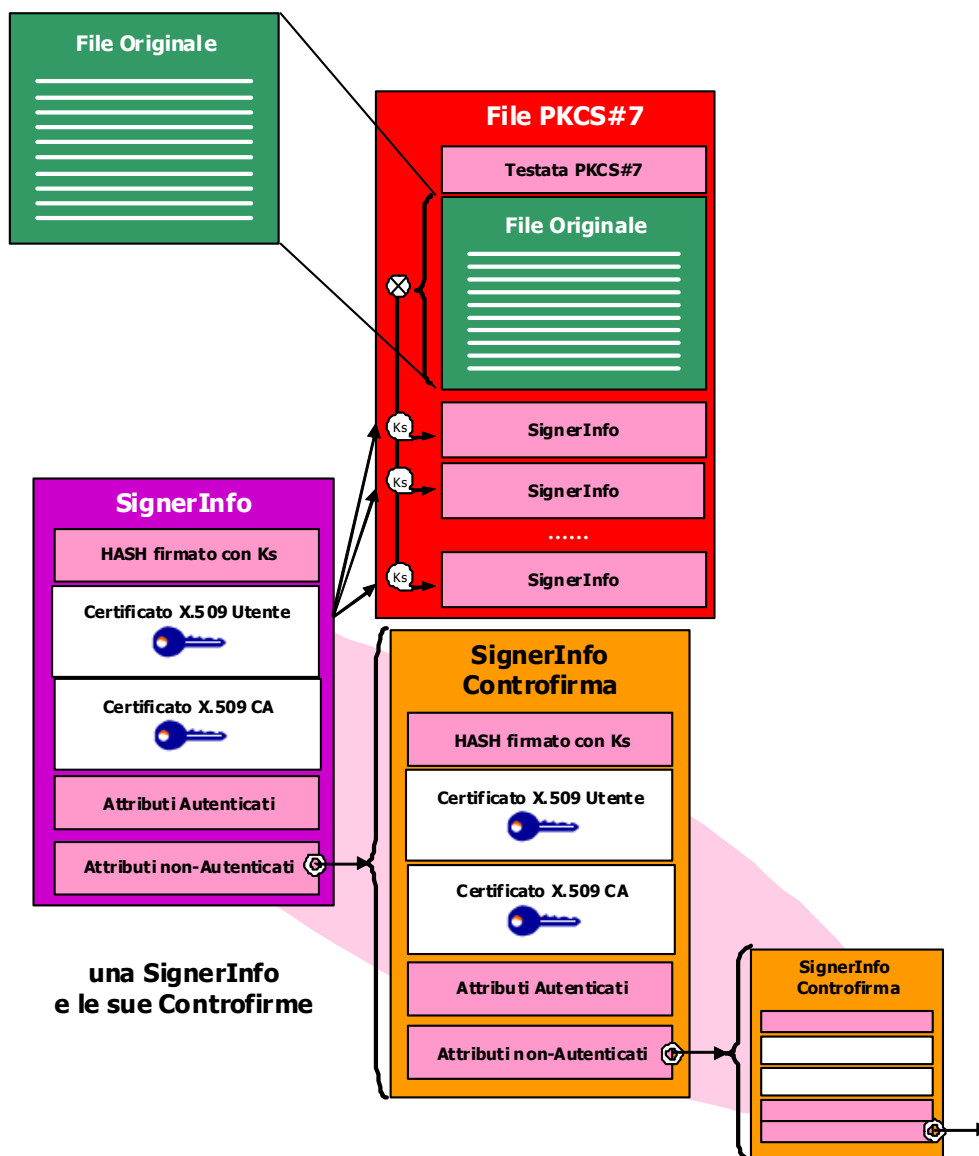 File Originale
File PKCS#7
Testata PKCS#7
File Originale
Ks
SignerInfo
Ks
SignerInfo
......
Ks
SignerInfo
SignerInfo
HASH firmato con Ks
Certificato X.509 Utente
Certificato X.509 CA
Attributi Autenticati
Attributi non-Autenticati
una SignerInfo
e le sue Controfirme
SignerInfo
Controfirma
HASH firmato con Ks
Certificato X.509 Utente
Certificato X.509 CA
Attributi Autenticati
Attributi non-Autenticati
SignerInfo
Controfirma